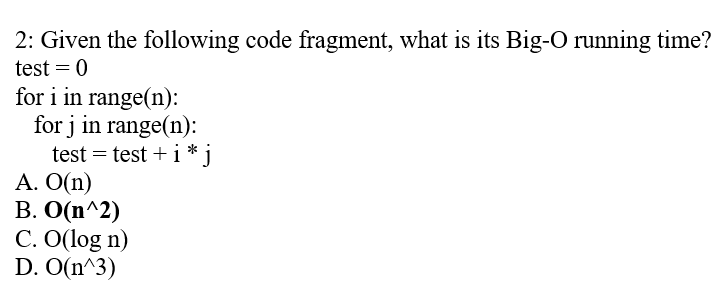 2: Given the following code fragment, what is its Big-O running time?
test = 0
for i in range(n):
for j in range(n):
test = test + i * j
A. O(n)
B. O(n^2)
C. O(log n)
D. O(n^3)